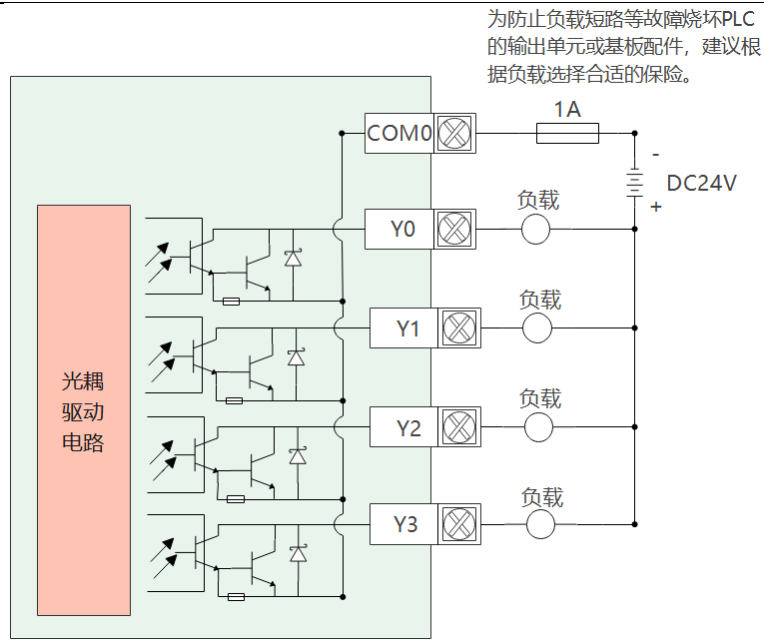 为防止负载短路等故障烧坏PLC
的输出单元或基板配件，建议根
据负载选择合适的保险。
1A
COM0
-
DC24V
+
负载
Y0
负载
Y1
负载
Y2
负载
Y3
光耦
驱动
电路